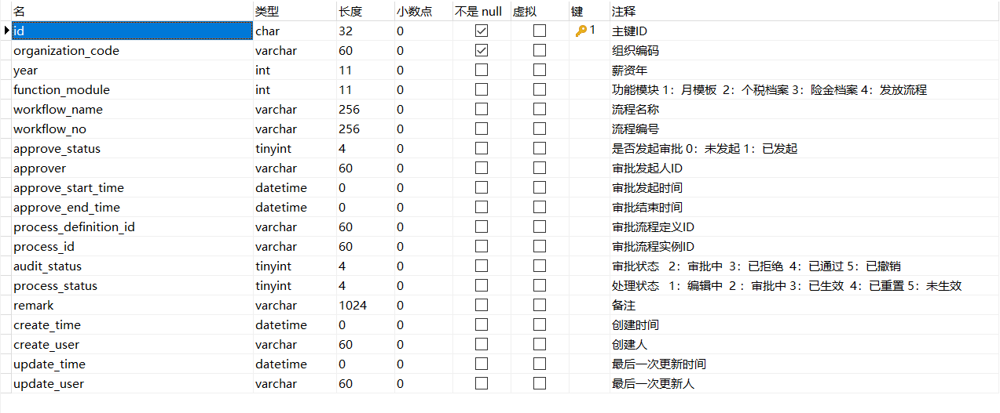 名 类型 长度 小数点 不是 null 虚拟 键 注释
id char 32 0 1 主键ID
organization_code varchar 60 0 组织编码
year int 11 0 薪资年
function_module int 11 0 功能模块 1：月模板 2：个税档案 3：险金档案 4：发放流程
workflow_name varchar 256 0 流程名称
workflow_no varchar 256 0 流程编号
approve_status tinyint 4 0 是否发起审批 0：未发起 1：已发起
approver varchar 60 0 审批发起人ID
approve_start_time datetime 0 0 审批发起时间
approve_end_time datetime 0 0 审批结束时间
process_definition_id varchar 60 0 审批流程定义ID
process_id varchar 60 0 审批流程实例ID
audit_status tinyint 4 0 审批状态 2：审批中 3：已拒绝 4：已通过 5：已撤销
process_status tinyint 4 0 处理状态 1：编辑中 2 ：审批中 3：已生效 4：已重置 5：未生效
remark varchar 1024 0 备注
create_time datetime 0 0 创建时间
create_user varchar 60 0 创建人
update_time datetime 0 0 最后一次更新时间
update_user varchar 60 0 最后一次更新人